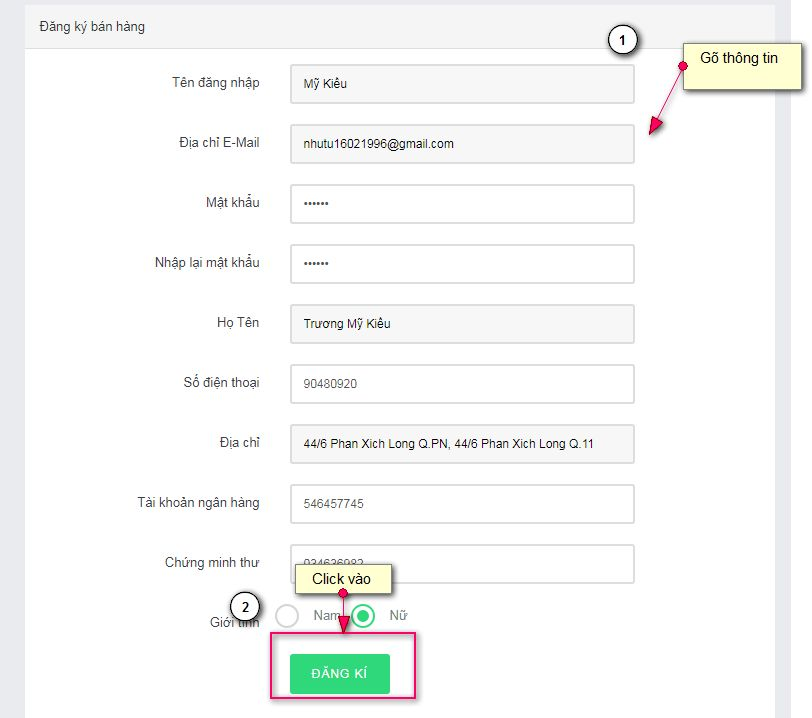 Đăng ký bán hàng
1
Gõ thông tin
Tên đăng nhập
Mỹ Kiều
Địa chỉ E-Mail
nhutu16021996@gmail.com
Mật khẩu
••••••
Nhập lại mật khẩu
••••••
Họ Tên
Trương Mỹ Kiều
Số điện thoại
90480920
Địa chỉ
44/6 Phan Xich Long Q.PN, 44/6 Phan Xich Long Q.11
Tài khoản ngân hàng
546457745
Chứng minh thư
Click vào
2
Giới tính
Nam
Nữ
ĐĂNG KÍ